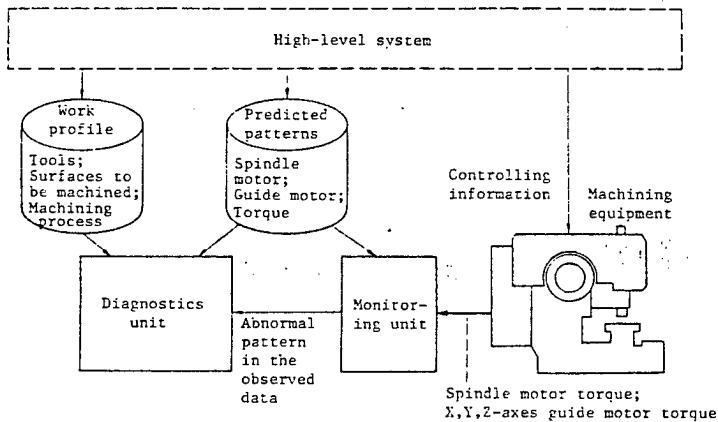 High-level system
Work
profile
Tools;
Surfaces to
be machined;
Machining
process
Predicted
patterns
Spindle
motor;
Guide motor;
Torque
Controlling
information
Machining
equipment
Diagnostics
unit
Abnormal
pattern
in the
observed
data
Monitor-
ing unit
Spindle motor torque;
X,Y,Z-axes guide motor torque